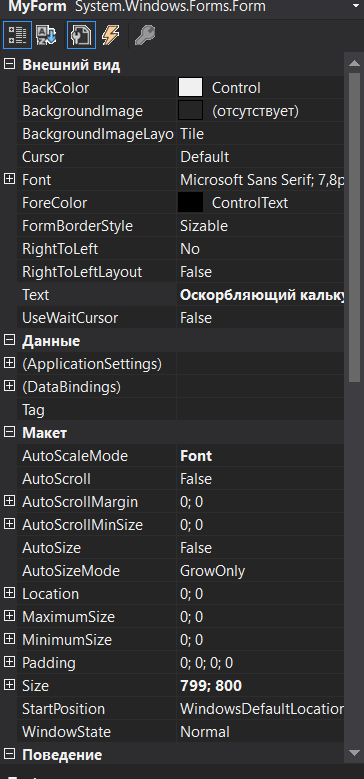 MyForm System.Windows.Forms.Form
Внешний вид
BackColor Control
BackgroundImage (отсутствует)
BackgroundImageLayo Tile
Cursor Default
Font Microsoft Sans Serif; 7,8p
ForeColor ControlText
FormBorderStyle Sizable
RightToLeft No
RightToLeftLayout False
Text Оскорбляющий кальку
UseWaitCursor False
Данные
(ApplicationSettings)
(DataBindings)
Tag
Макет
AutoScaleMode Font
AutoScroll False
AutoScrollMargin 0; 0
AutoScrollMinSize 0; 0
AutoSize False
AutoSizeMode GrowOnly
Location 0; 0
MaximumSize 0; 0
MinimumSize 0; 0
Padding 0; 0; 0; 0
Size 799; 800
StartPosition WindowsDefaultLocation
WindowState Normal
Поведение